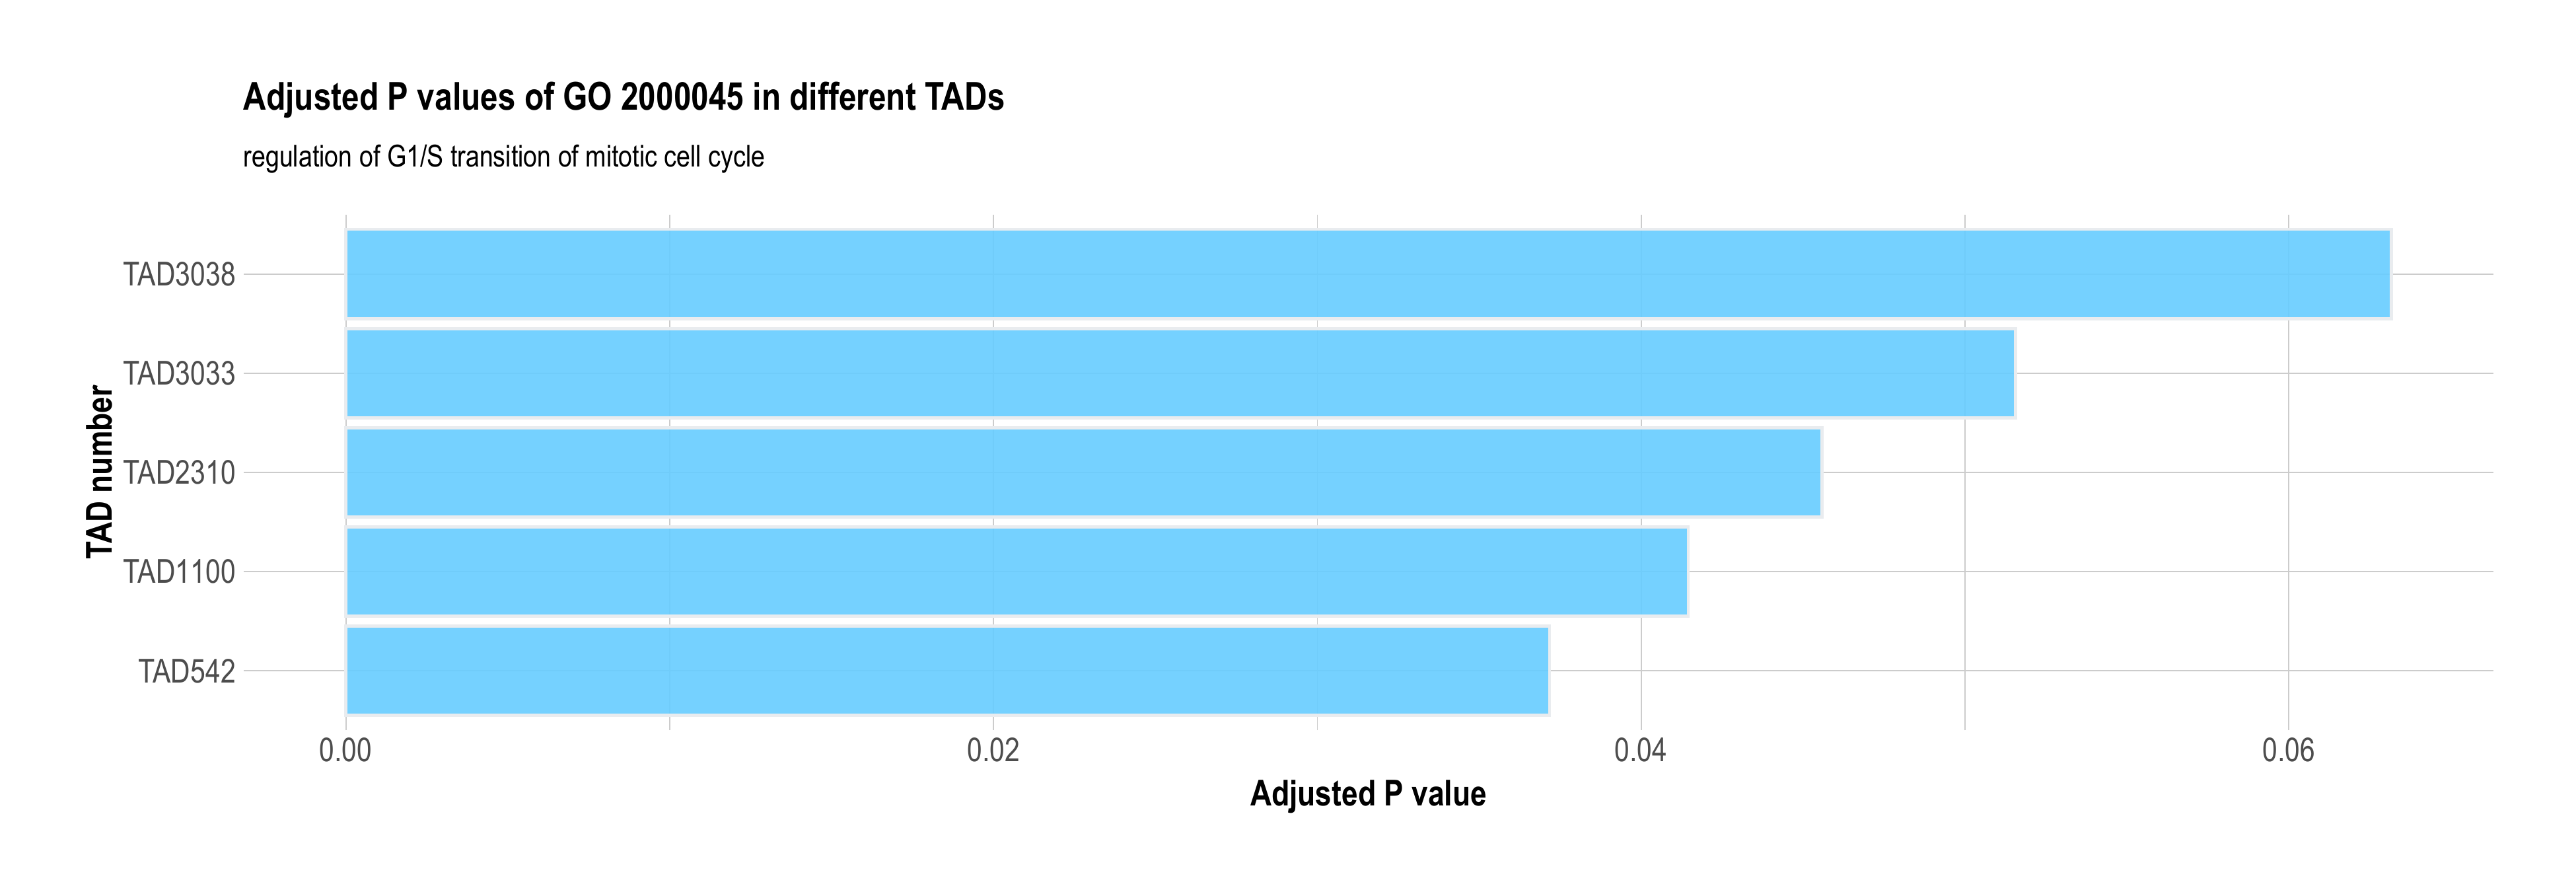 Adjusted P values of GO 2000045 in different TADs
regulation of G1/S transition of mitotic cell cycle
TAD number
TAD3038
TAD3033
TAD2310
TAD1100
TAD542
0.00 0.02 0.04 0.06
Adjusted P value